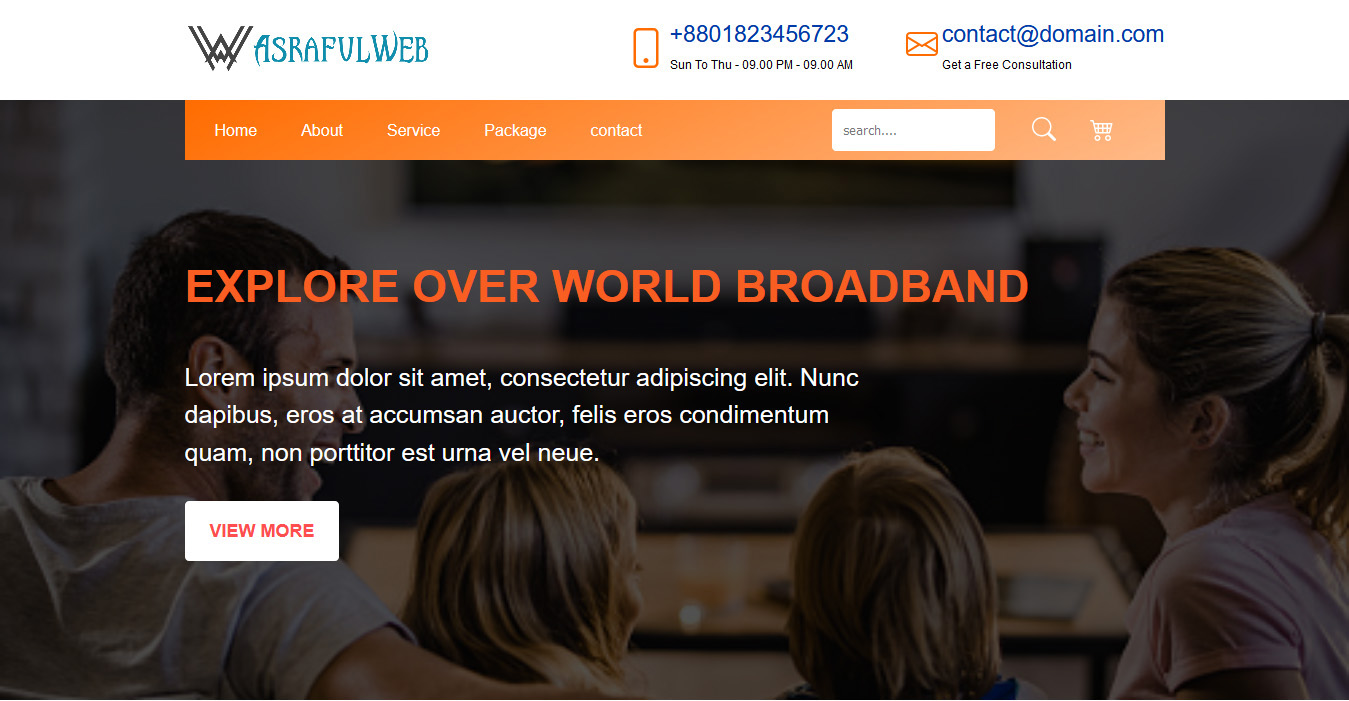 AsrafulWeb
+8801823456723
Sun To Thu - 09.00 PM - 09.00 AM
contact@domain.com
Get a Free Consultation
Home About Service Package contact search....
EXPLORE OVER WORLD BROADBAND
Lorem ipsum dolor sit amet, consectetur adipiscing elit. Nunc
dapibus, eros at accumsan auctor, felis eros condimentum
quam, non porttitor est urna vel neue.
VIEW MORE